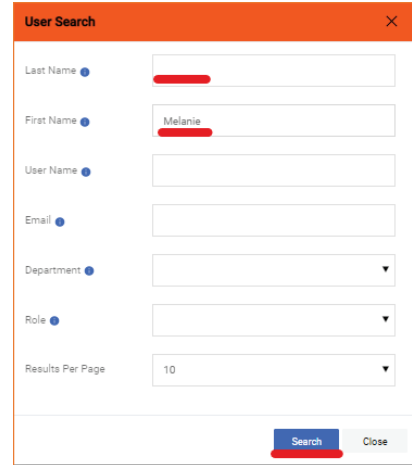 User Search
Last Name
First Name Melanie
User Name
Email
Department
Role
Results Per Page 10
Search Close